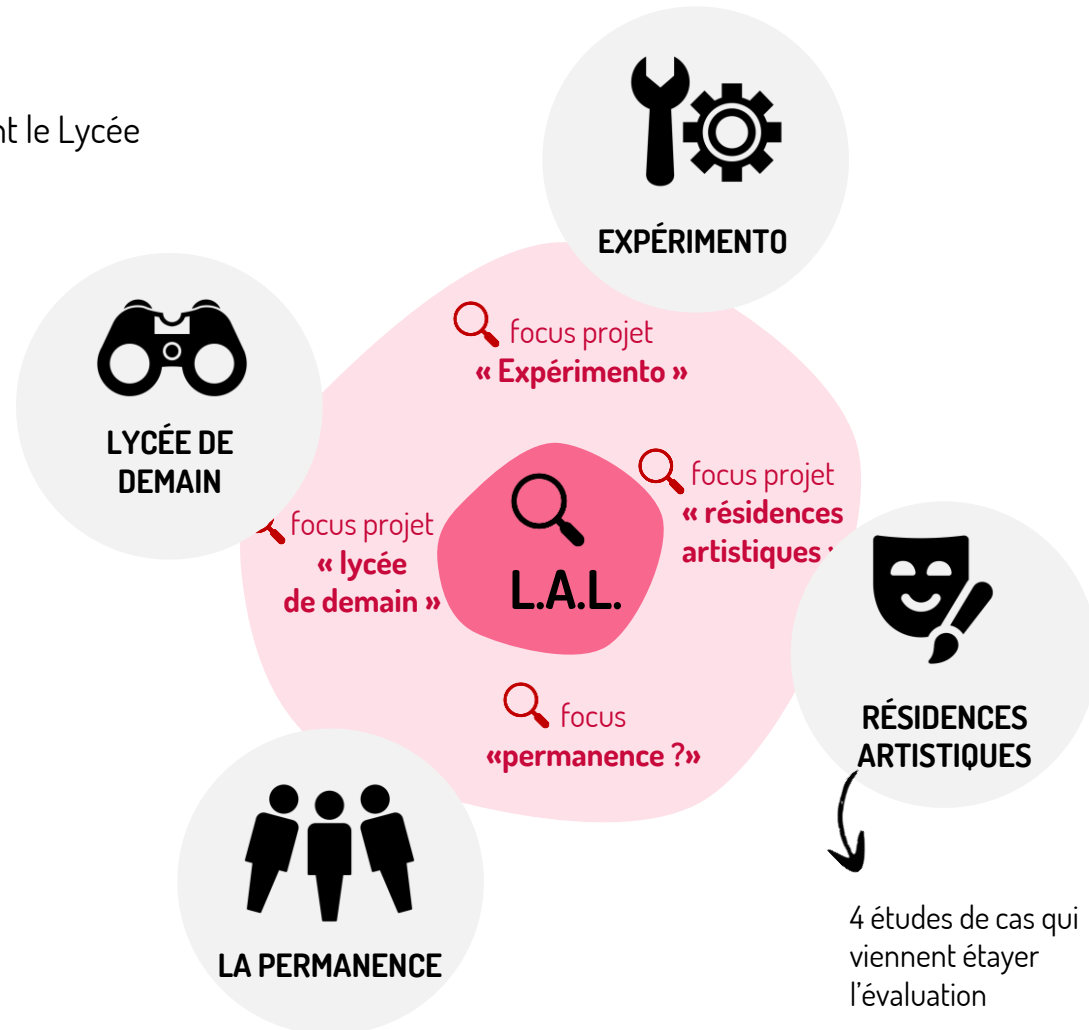 nt le Lycée
EXPÉRIMENTO
focus projet
« Expérimento »
LYCÉE DE
DEMAIN
focus projet
« résidences
artistiques
focus projet
« lycée
de demain »
L.A.L.
focus
«permanence ?»
RÉSIDENCES
ARTISTIQUES
LA PERMANENCE
4 études de cas qui
viennent étayer
l'évaluation